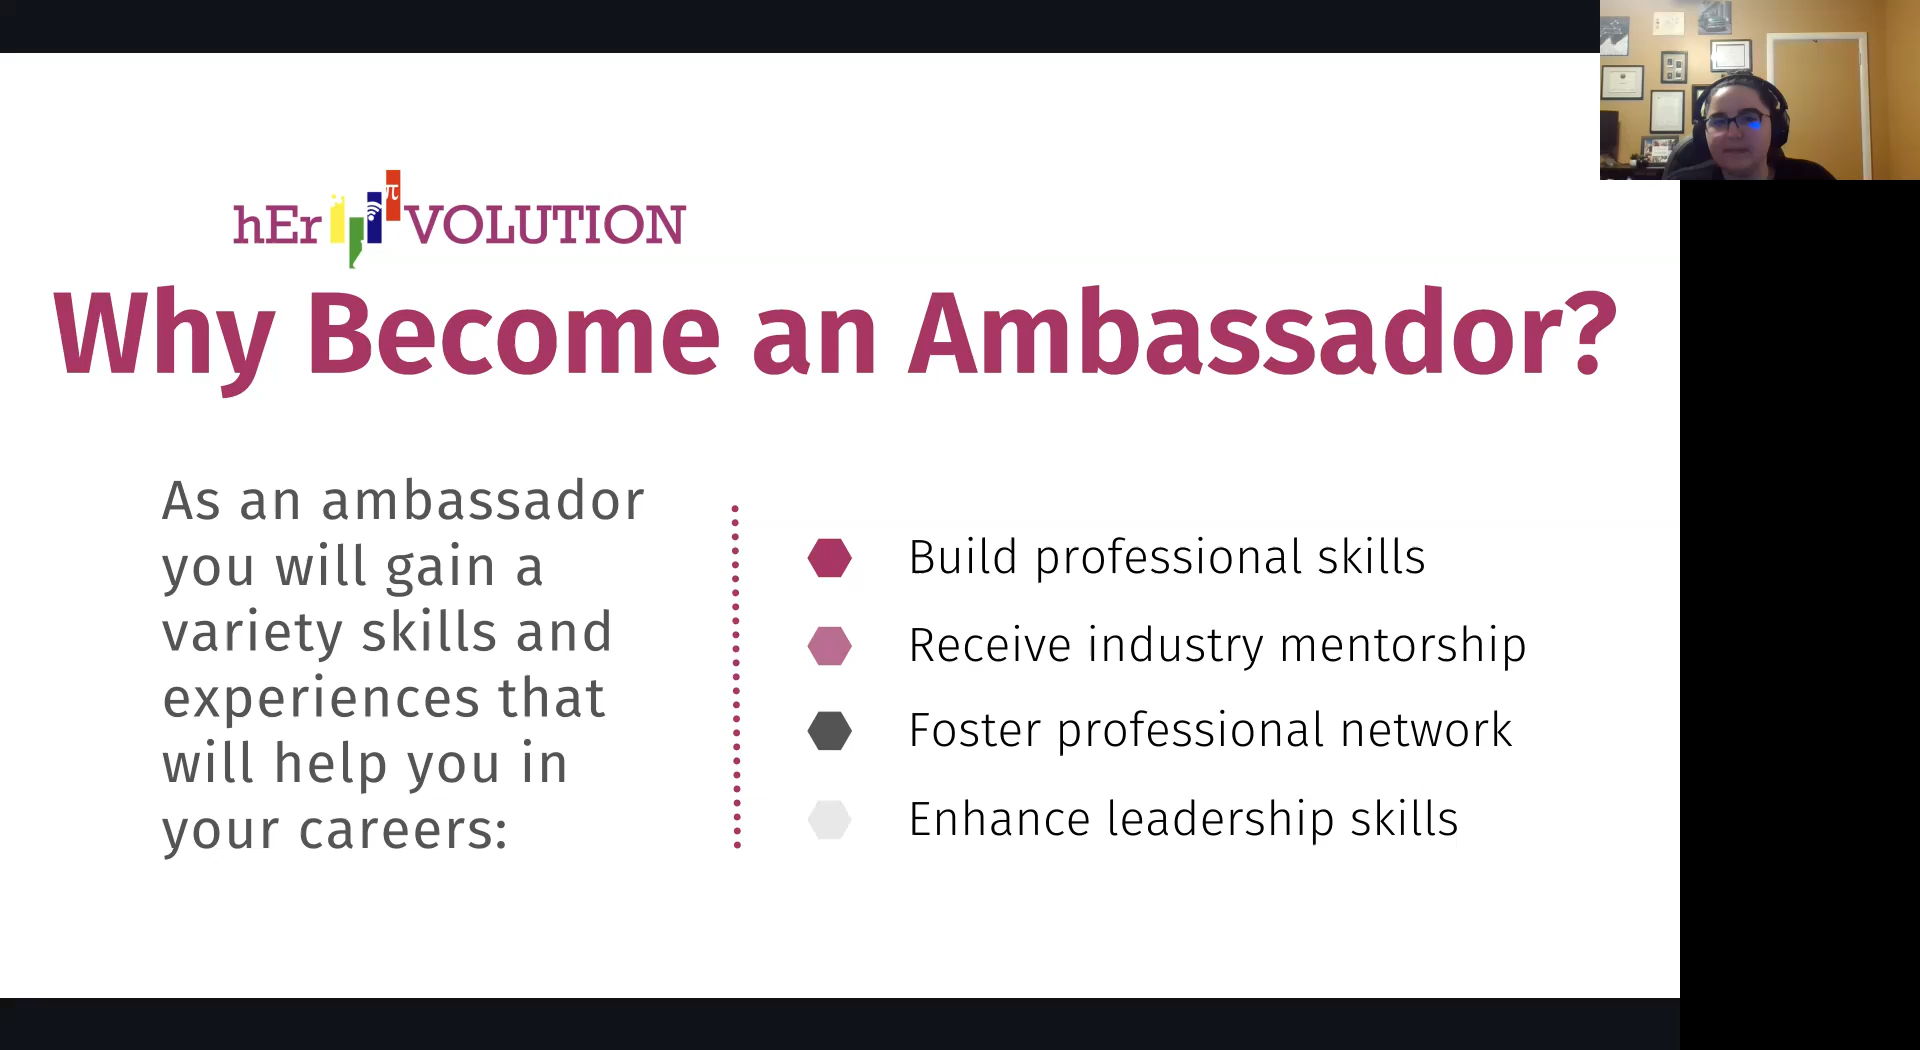 hEr VOLUTION
π
Why Become an Ambassador?
As an ambassador
you will gain a
variety skills and
experiences that
will help you in
your careers:
Build professional skills
Receive industry mentorship
Foster professional network
Enhance leadership skills